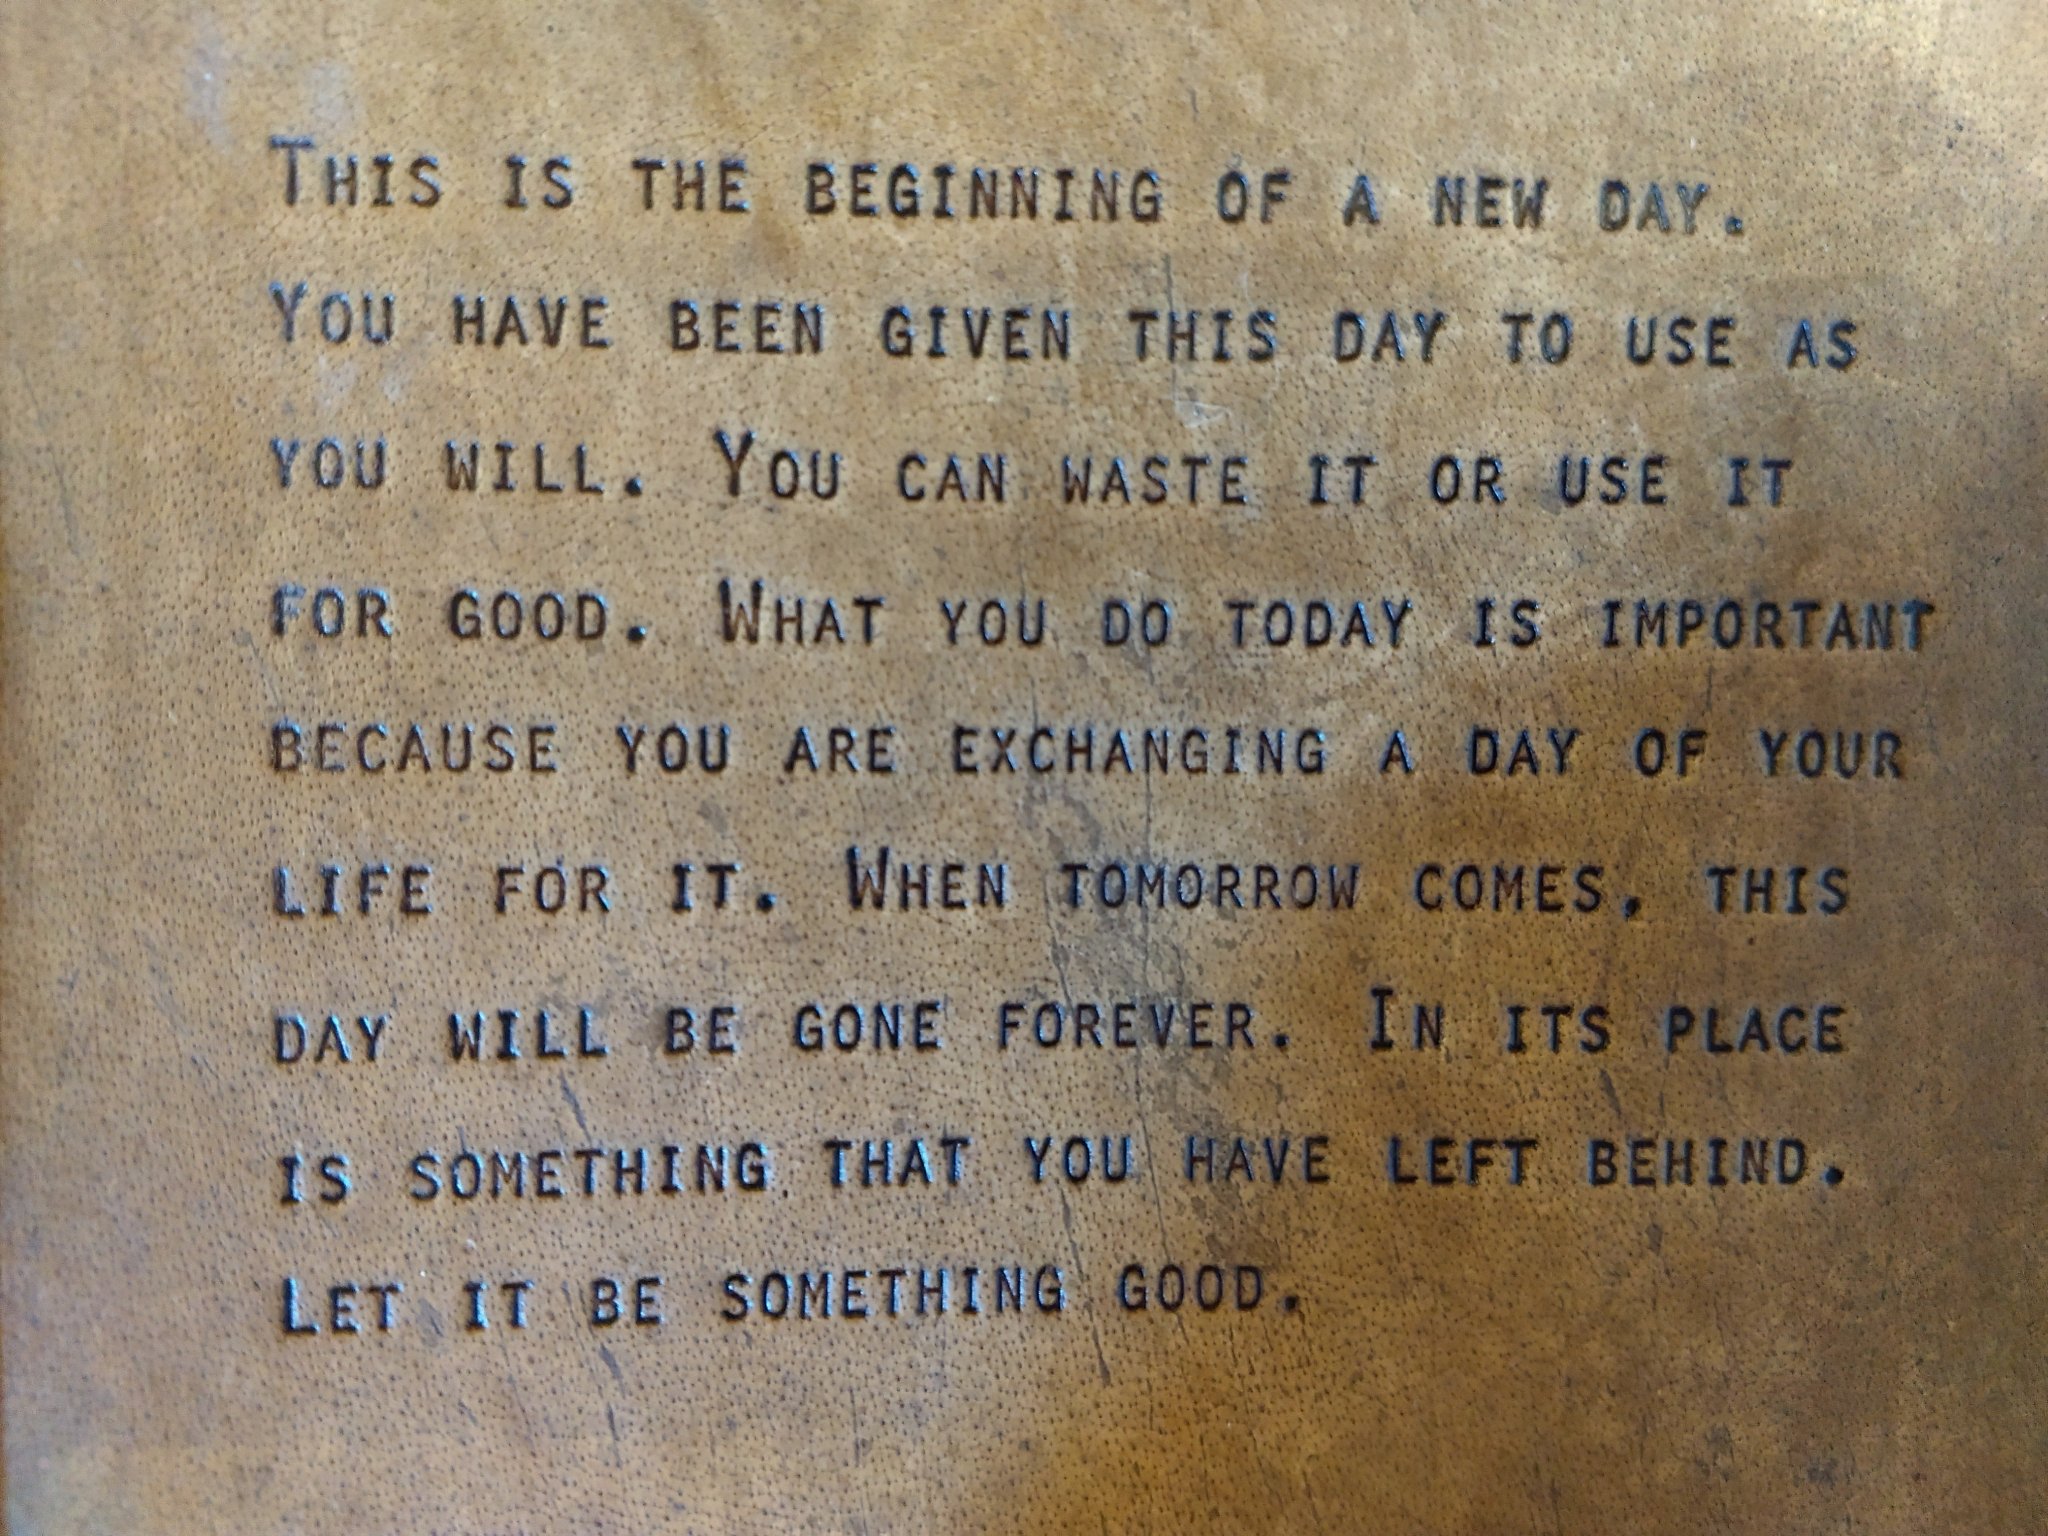 This is the beginning of a new day.
You have been given this day to use as
you will. You can waste it or use it
for good. What you do today is important
because you are exchanging a day of your
life for it. When tomorrow comes, this
day will be gone forever. In its place
is something that you have left behind.
Let it be something good.